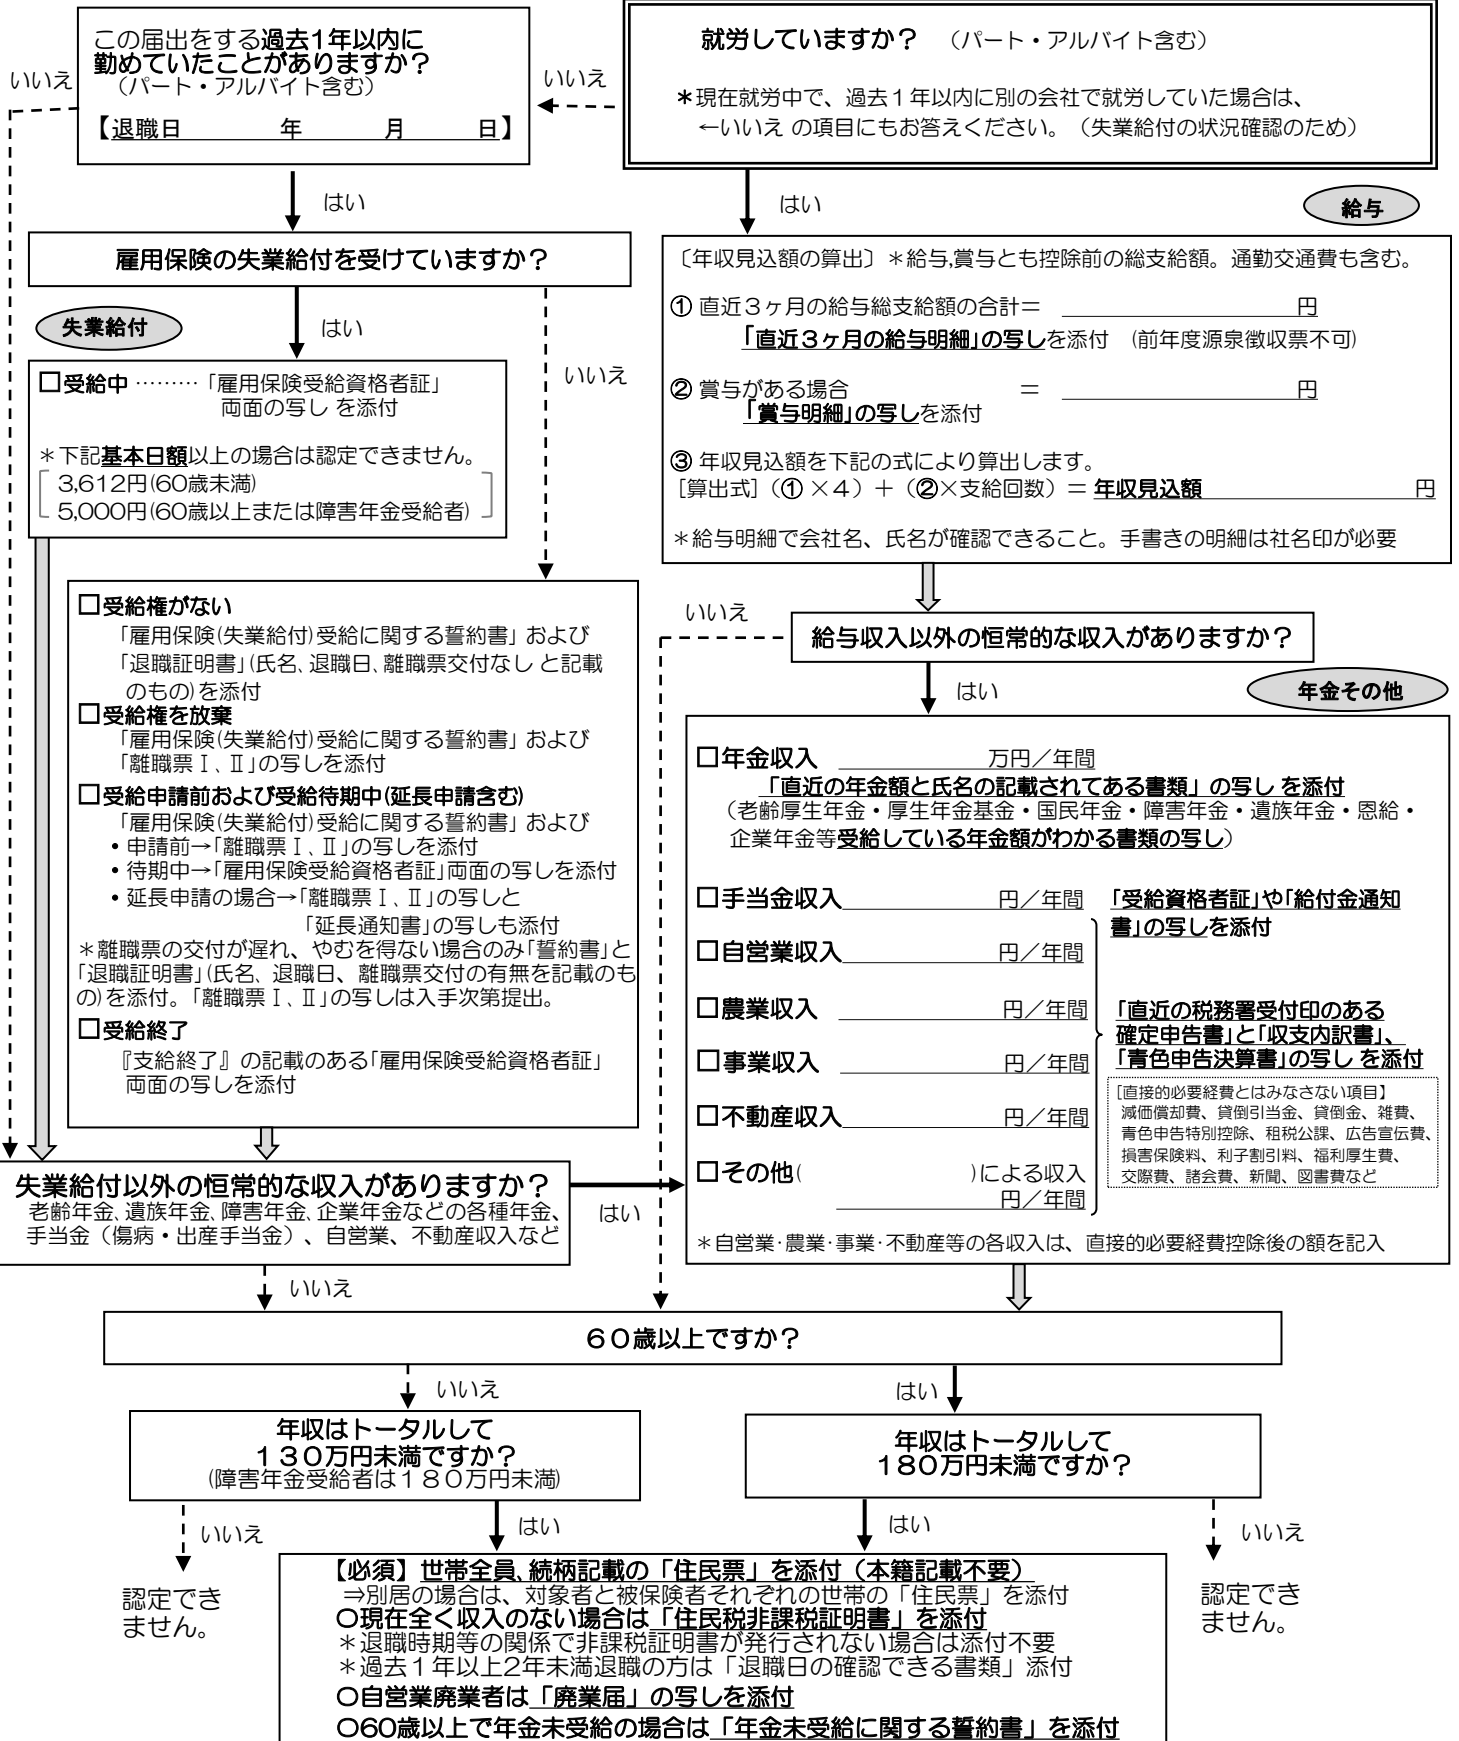 就労していますか？　（パート・アルバイト含む）
＊現在就労中で、過去１年以内に別の会社で就労していた場合は、
←いいえ の項目にもお答えください。（失業給付の状況確認のため）
いいえ
この届出をする過去１年以内に
勤めていたことがありますか？
（パート・アルバイト含む）
【退職日　　　年　　　月　　　日】
いいえ
はい
はい
雇用保険の失業給付を受けていますか？
失業給付
はい
いいえ
□受給中 ………「雇用保険受給資格者証」
両面の写し を添付
＊下記基本日額以上の場合は認定できません。
3,612円(60歳未満)
5,000円(60歳以上または障害年金受給者)
□受給権がない
「雇用保険(失業給付)受給に関する誓約書」および
「退職証明書」(氏名、退職日、離職票交付なし と記載
のもの)を添付
□受給権を放棄
「雇用保険(失業給付)受給に関する誓約書」および
「離職票Ⅰ、Ⅱ」の写しを添付
□受給申請前および受給待期中(延長申請含む)
「雇用保険(失業給付)受給に関する誓約書」および
・申請前→「離職票Ⅰ、Ⅱ」の写しを添付
・待期中→「雇用保険受給資格者証」両面の写しを添付
・延長申請の場合→「離職票Ⅰ、Ⅱ」の写しと
「延長通知書」の写しも添付
＊離職票の交付が遅れ、やむを得ない場合のみ「誓約書」と
「退職証明書」(氏名、退職日、離職票交付の有無を記載のも
の)を添付。「離職票Ⅰ、Ⅱ」の写しは入手次第提出。
□受給終了
『支給終了』の記載のある「雇用保険受給資格者証」
両面の写しを添付
失業給付以外の恒常的な収入がありますか？
老齢年金、遺族年金、障害年金、企業年金などの各種年金、
手当金（傷病・出産手当金）、自営業、不動産収入など
はい
いいえ
給与
〔年収見込額の算出〕＊給与,賞与とも控除前の総支給額。通勤交通費も含む。
① 直近３ヶ月の給与総支給額の合計＝　　　　　　円
「直近３ヶ月の給与明細」の写しを添付　(前年度源泉徴収票不可)
② 賞与がある場合　　　　　　＝　　　　　　円
「賞与明細」の写しを添付
③ 年収見込額を下記の式により算出します。
［算出式］（① ×４）＋（②×支給回数）＝ 年収見込額　　　　　　円
＊給与明細で会社名、氏名が確認できること。手書きの明細は社名印が必要
いいえ
給与収入以外の恒常的な収入がありますか？
はい
年金その他
□年金収入　　　　　　万円／年間
「直近の年金額と氏名の記載されてある書類」の写し を添付
（老齢厚生年金・厚生年金基金・国民年金・障害年金・遺族年金・恩給・
企業年金等受給している年金額がわかる書類の写し）
□手当金収入　　　　　　円／年間　「受給資格者証」や「給付金通知
書」の写しを添付
□自営業収入　　　　　　円／年間
□農業収入　　　　　　円／年間
□事業収入　　　　　　円／年間
□不動産収入　　　　　　円／年間
□その他(　　　　　　)による収入
円／年間
「直近の税務署受付印のある
確定申告書」と「収支内訳書」、
「青色申告決算書」の写し を添付
［直接的必要経費とはみなさない項目］
減価償却費、貸倒引当金、貸倒金、雑費、
青色申告特別控除、租税公課、広告宣伝費、
損害保険料、利子割引料、福利厚生費、
交際費、諸会費、新聞、図書費など
＊自営業・農業・事業・不動産等の各収入は、直接的必要経費控除後の額を記入
６０歳以上ですか？
いいえ
はい
年収はトータルして
１３０万円未満ですか？
(障害年金受給者は１８０万円未満)
年収はトータルして
180万円未満ですか？
いいえ
はい
はい
いいえ
認定でき
ません。
認定でき
ません。
【必須】世帯全員、続柄記載の「住民票」を添付（本籍記載不要）
⇒別居の場合は、対象者と被保険者それぞれの世帯の「住民票」を添付
〇現在全く収入のない場合は「住民税非課税証明書」を添付
＊退職時期等の関係で非課税証明書が発行されない場合は添付不要
＊過去１年以上2年未満退職の方は「退職日の確認できる書類」添付
〇自営業廃業者は「廃業届」の写しを添付
〇60歳以上で年金未受給の場合は「年金未受給に関する誓約書」を添付